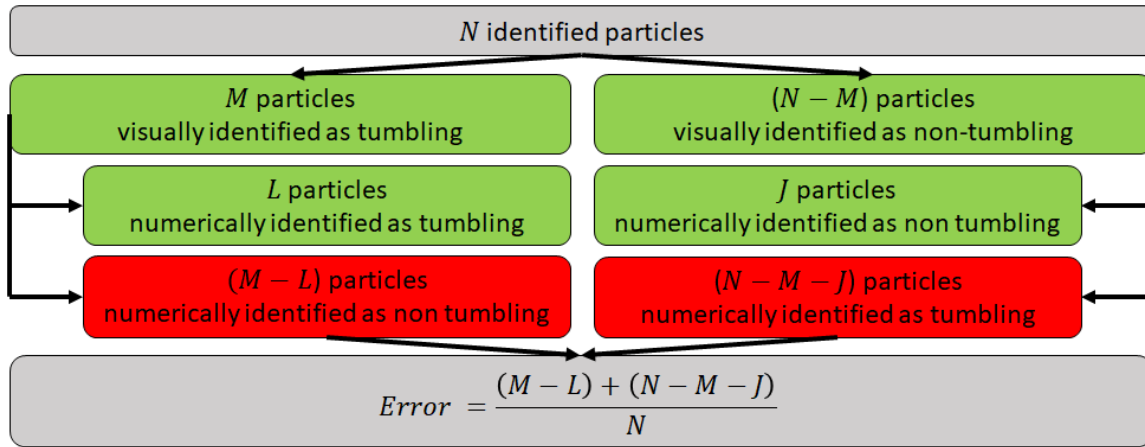 N identified particles
M particles
visually identified as tumbling
(N − M) particles
visually identified as non-tumbling
L particles
numerically identified as tumbling
J particles
numerically identified as non tumbling
(M − L) particles
numerically identified as non tumbling
(N − M − J) particles
numerically identified as tumbling
Error = (M − L) + (N − M − J) / N